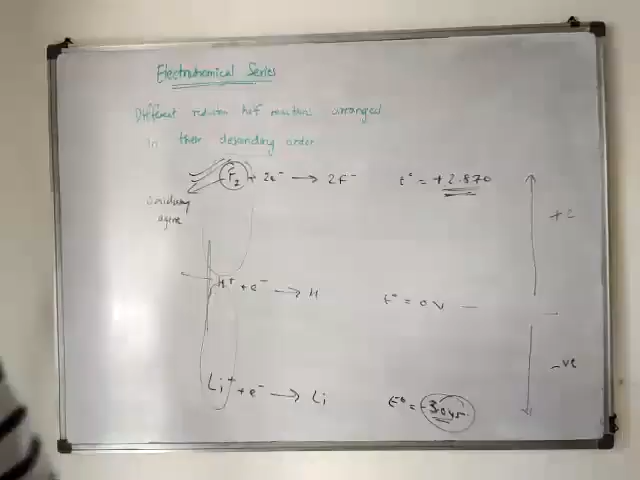 Electrochemical Series
Different reduction half reactions arranged
in their descending order
F₂ + 2e⁻ → 2F⁻ E° = +2.870
oxidising
agent
+ve
H⁺ + e⁻ → H E° = 0 V
-ve
Li⁺ + e⁻ → Li E° = -3.045